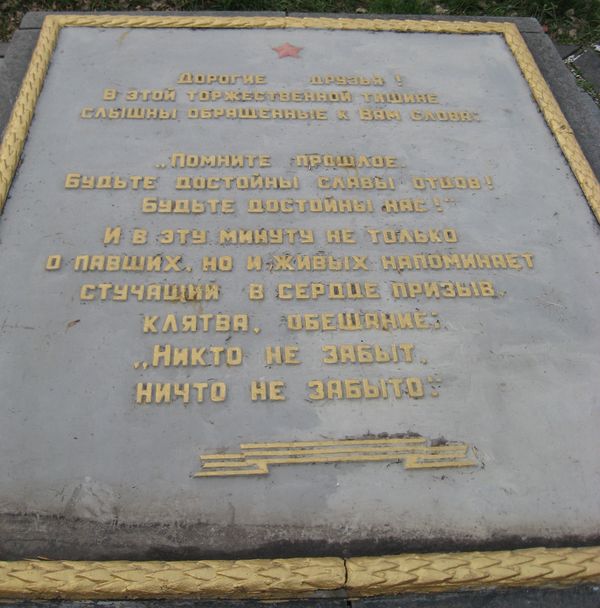 Дорогие друзья!
В этой торжественной тишине
слышны обращенные к Вам слова:
„Помните прошлое.
Будьте достойны славы отцов!
Будьте достойны нас!"
И в эту минуту не только
о павших, но и живых напоминает
стучащий в сердце призыв,
клятва, обещание:
„Никто не забыт,
ничто не забыто".